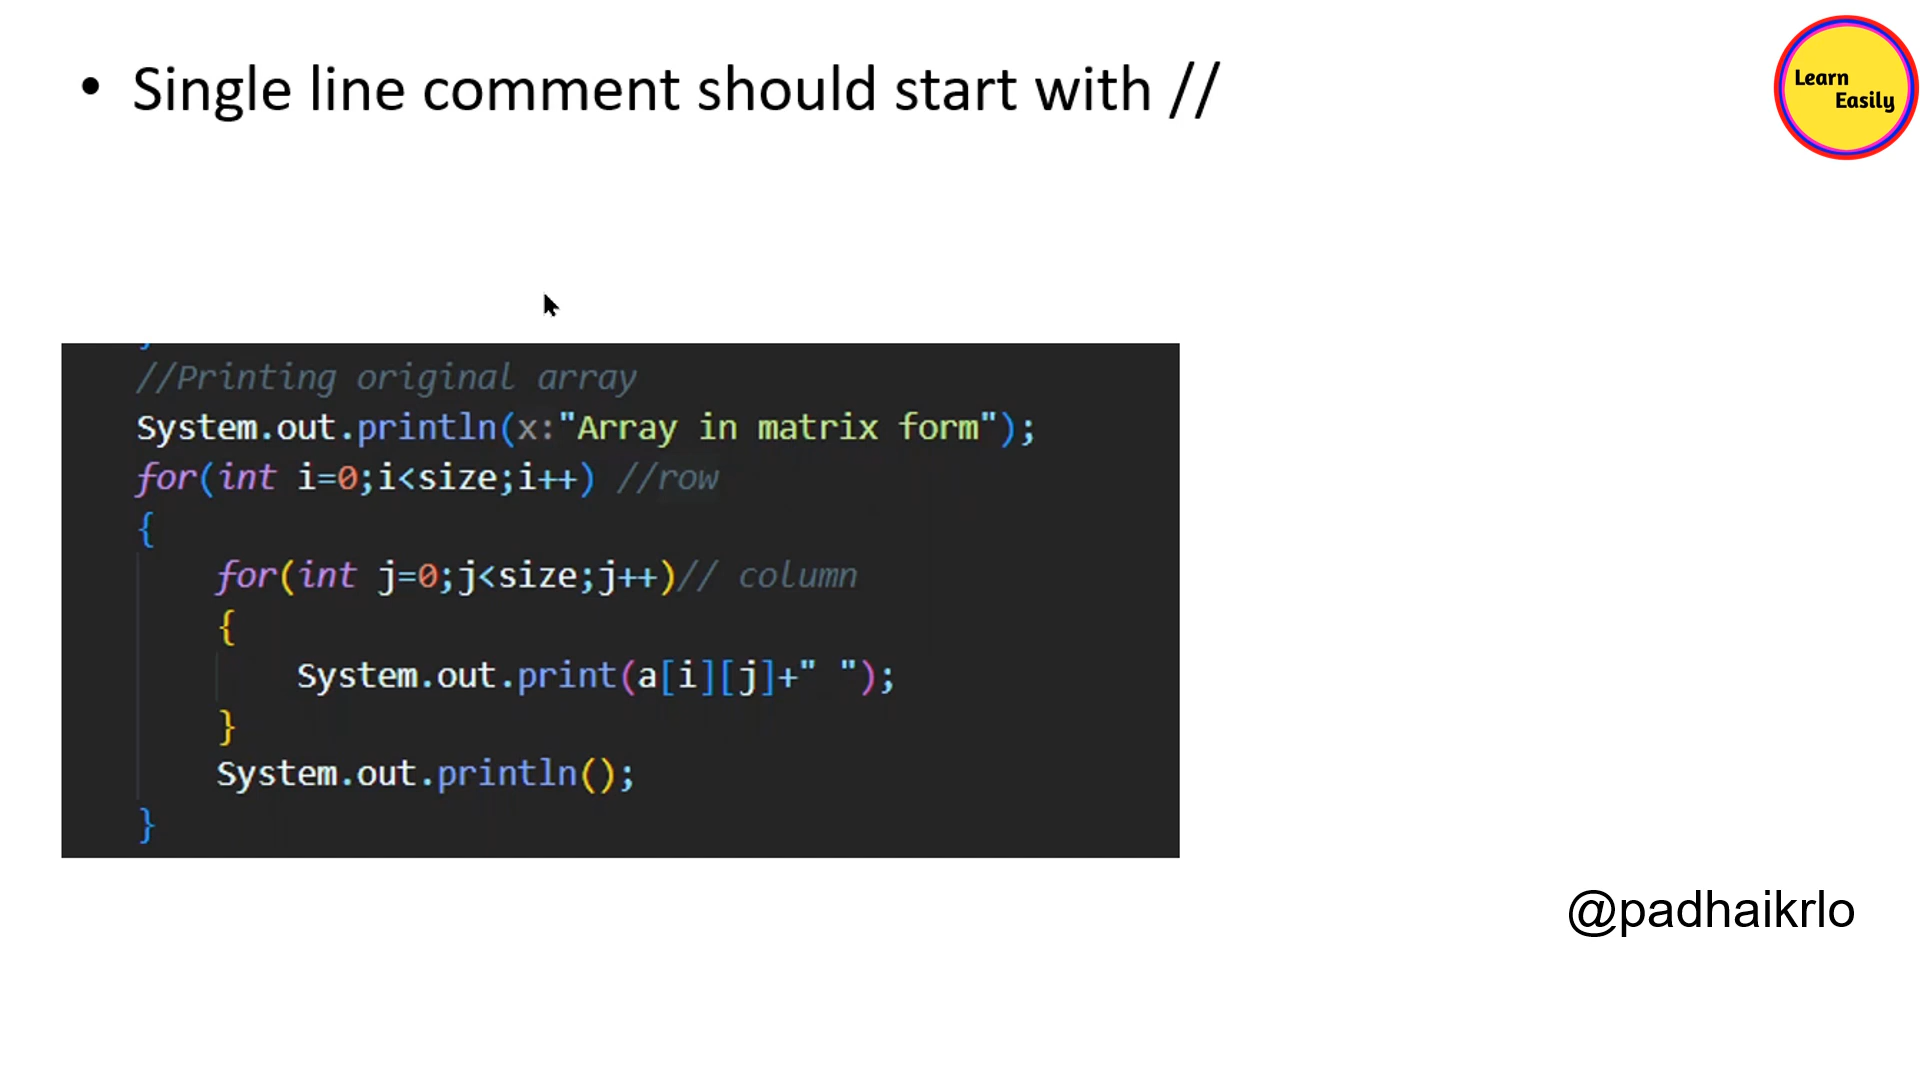 • Single line comment should start with //
Learn
Easily
//Printing original array
System.out.println(x:"Array in matrix form");
for(int i=0;i<size;i++) //row
{
for(int j=0;j<size;j++)// column
{
System.out.print(a[i][j]+" ");
}
System.out.println();
}
@padhaikrlo